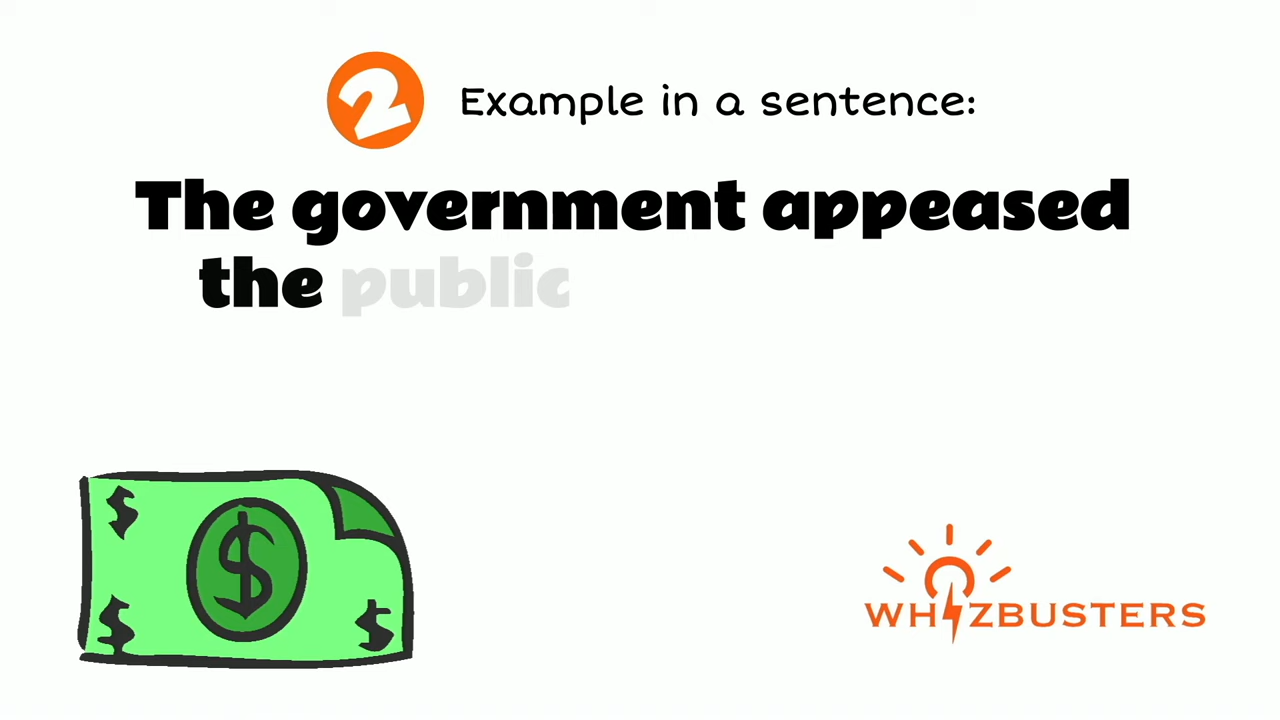 2 Example in a sentence:
The government appeased
the public
$
$
$
$
WHIZBUSTERS